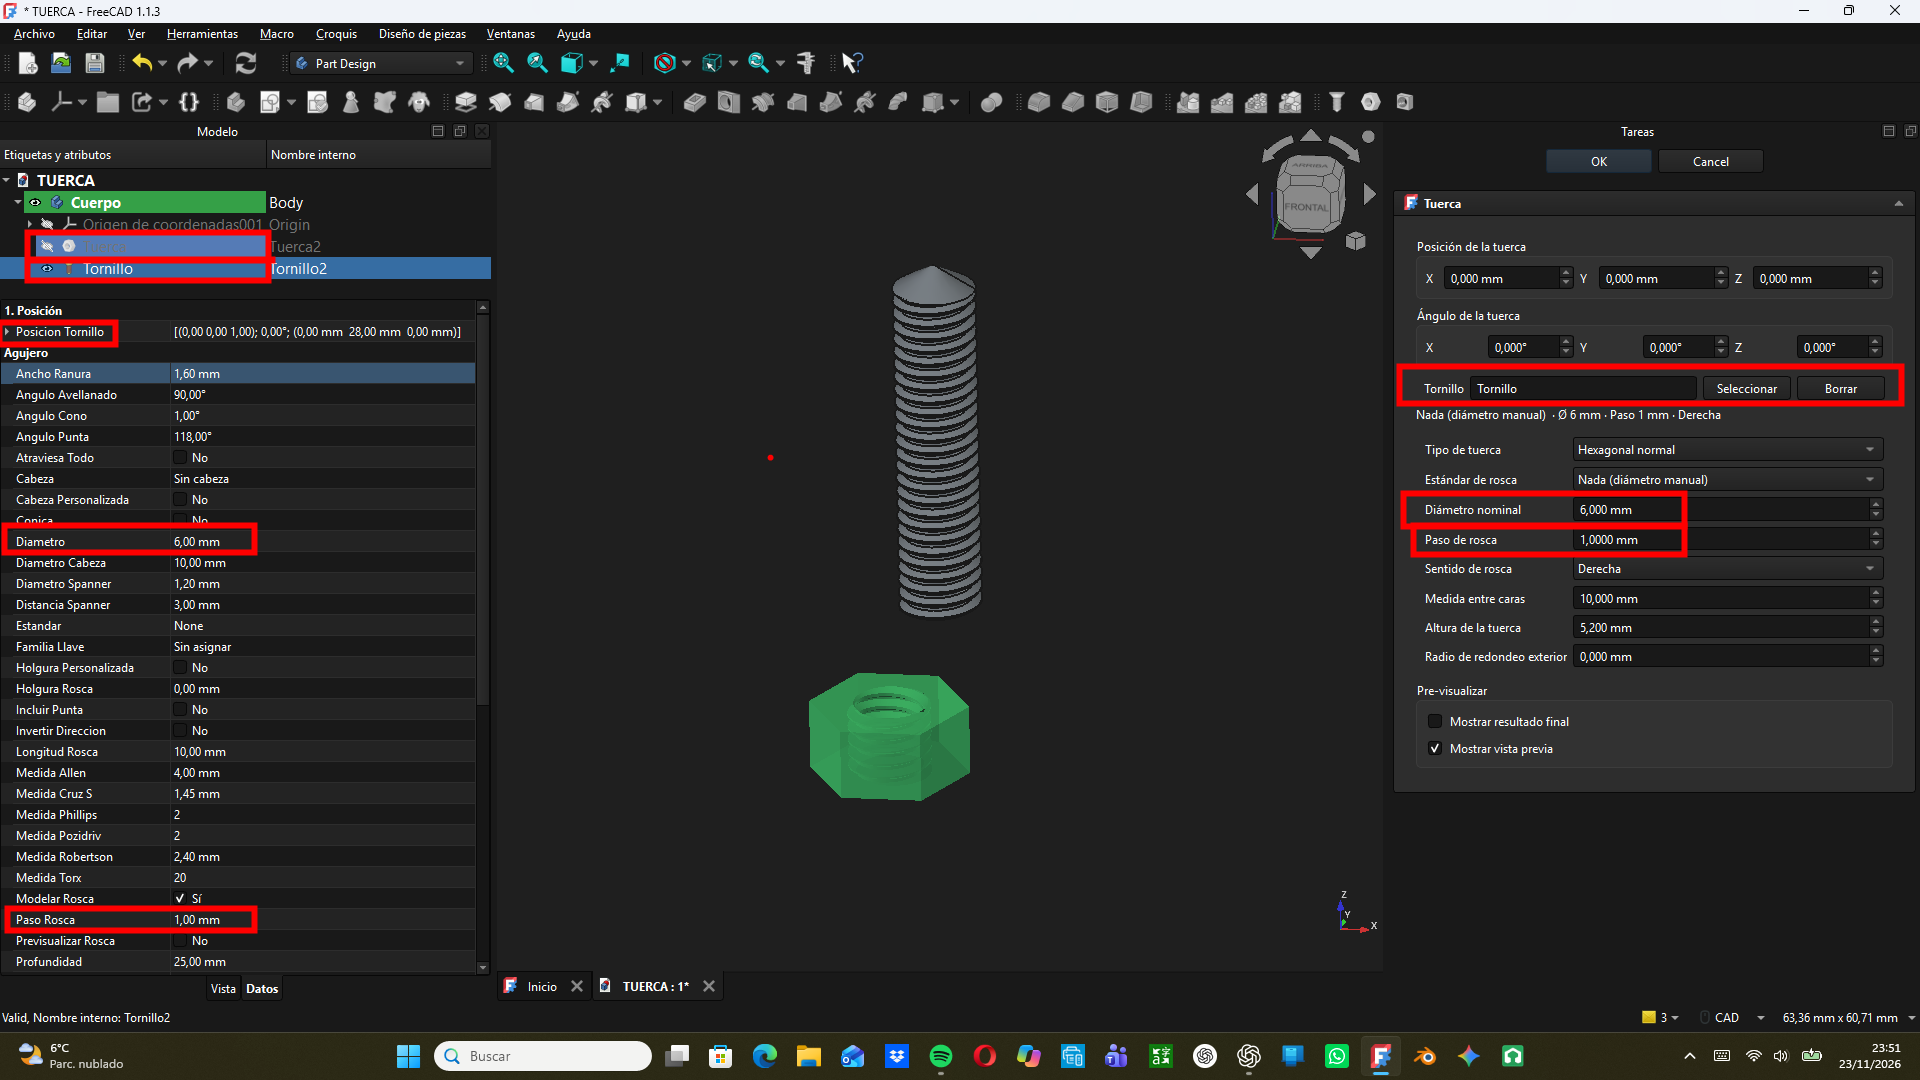 * TUERCA - FreeCAD 1.1.3
Archivo Editar Ver Herramientas Macro Croquis Diseño de piezas Ventanas Ayuda
Part Design
Modelo
Etiquetas y atributos Nombre interno
TUERCA
Cuerpo Body
Origen de coordenadas001 Origin
Tuerca Tuerca2
Tornillo Tornillo2
1. Posición
Posicion Tornillo [(0,00 0,00 1,00); 0,00°; (0,00 mm 28,00 mm 0,00 mm)]
Agujero
Ancho Ranura 1,60 mm
Angulo Avellanado 90,00°
Angulo Cono 1,00°
Angulo Punta 118,00°
Atraviesa Todo No
Cabeza Sin cabeza
Cabeza Personalizada No
Conica No
Diametro 6,00 mm
Diametro Cabeza 10,00 mm
Diametro Spanner 1,20 mm
Distancia Spanner 3,00 mm
Estandar None
Familia Llave Sin asignar
Holgura Personalizada No
Holgura Rosca 0,00 mm
Incluir Punta No
Invertir Direccion No
Longitud Rosca 10,00 mm
Medida Allen 4,00 mm
Medida Cruz S 1,45 mm
Medida Phillips 2
Medida Pozidriv 2
Medida Robertson 2,40 mm
Medida Torx 20
Modelar Rosca Sí
Paso Rosca 1,00 mm
Previsualizar Rosca No
Profundidad 25,00 mm
Vista Datos
ARRIBA
FRONTAL
Z
Y
X
Inicio TUERCA : 1*
Tareas
OK Cancel
Tuerca
Posición de la tuerca
X 0,000 mm Y 0,000 mm Z 0,000 mm
Ángulo de la tuerca
X 0,000° Y 0,000° Z 0,000°
Tornillo Tornillo Seleccionar Borrar
Nada (diámetro manual) · Ø 6 mm · Paso 1 mm · Derecha
Tipo de tuerca Hexagonal normal
Estándar de rosca Nada (diámetro manual)
Diámetro nominal 6,000 mm
Paso de rosca 1,0000 mm
Sentido de rosca Derecha
Medida entre caras 10,000 mm
Altura de la tuerca 5,200 mm
Radio de redondeo exterior 0,000 mm
Pre-visualizar
Mostrar resultado final
Mostrar vista previa
Valid, Nombre interno: Tornillo2
3 CAD 63,36 mm x 60,71 mm
6°C
Parc. nublado
Buscar
23:51
23/11/2026